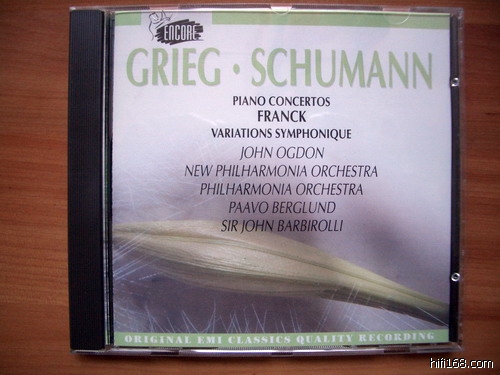 ENCORE
GRIEG · SCHUMANN
PIANO CONCERTOS
FRANCK
VARIATIONS SYMPHONIQUE
JOHN OGDON
NEW PHILHARMONIA ORCHESTRA
PHILHARMONIA ORCHESTRA
PAAVO BERGLUND
SIR JOHN BARBIROLLI
ORIGINAL EMI CLASSICS QUALITY RECORDING
hifi168.com